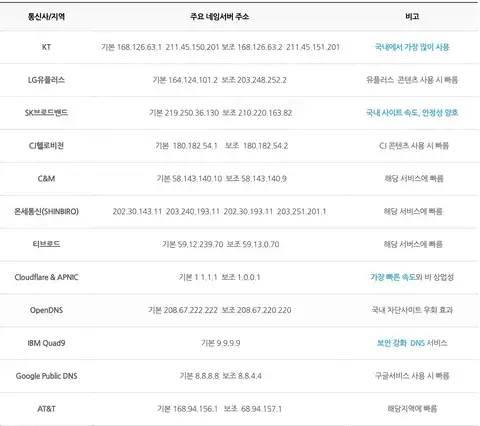 통신사/지역 주요 네임서버 주소 비고
KT 기본 168.126.63.1 211.45.150.201 보조 168.126.63.2 211.45.151.201 국내에서 가장 많이 사용
LG유플러스 기본 164.124.101.2 보조 203.248.252.2 유플러스 콘텐츠 사용 시 빠름
SK브로드밴드 기본 219.250.36.130 보조 210.220.163.82 국내 사이트 속도, 안정성 양호
CJ헬로비전 기본 180.182.54.1 보조 180.182.54.2 CJ 콘텐츠 사용 시 빠름
C&M 기본 58.143.140.10 보조 58.143.140.9 해당 서비스에 빠름
온세통신(SHINBIRO) 202.30.143.11 203.240.193.11 202.30.193.11 203.251.201.1 해당 서비스에 빠름
티브로드 기본 59.12.239.70 보조 59.13.0.70 해당 서버스에 빠름
Cloudflare & APNIC 기본 1.1.1.1 보조 1.0.0.1 가장 빠른 속도와 비 상업성
OpenDNS 기본 208.67.222.222 보조 208.67.220.220 국내 차단사이트 우회 효과
IBM Quad9 기본 9.9.9.9 보안 강화 DNS 서비스
Google Public DNS 기본 8.8.8.8 보조 8.8.4.4 구글서비스 사용 시 빠름
AT&T 기본 168.94.156.1 보조 68.94.157.1 해당지역에 빠름